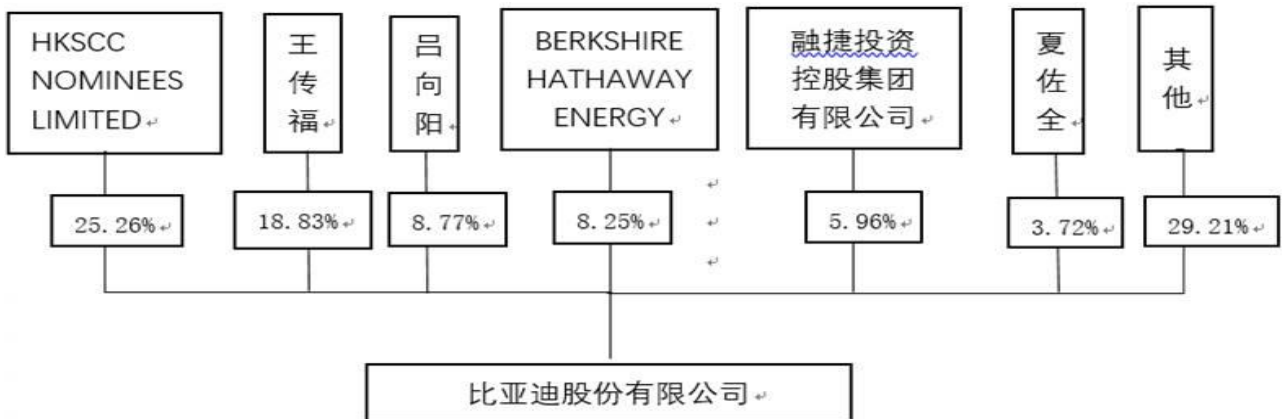 HKSCC
NOMINEES
LIMITED
王
传
福
吕
向
阳
BERKSHIRE
HATHAWAY
ENERGY
融捷投资
控股集团
有限公司
夏
佐
全
其
他
25.26%
18.83%
8.77%
8.25%
5.96%
3.72%
29.21%
比亚迪股份有限公司